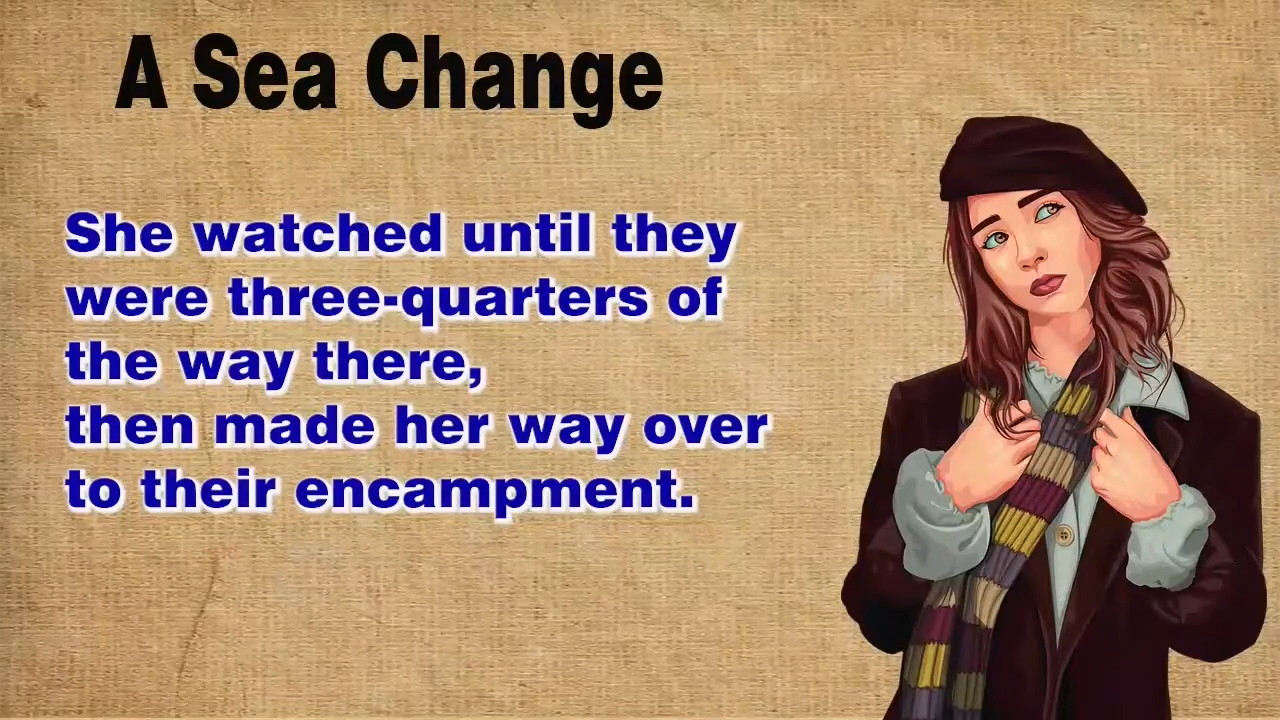 A Sea Change
She watched until they
were three-quarters of
the way there,
then made her way over
to their encampment.